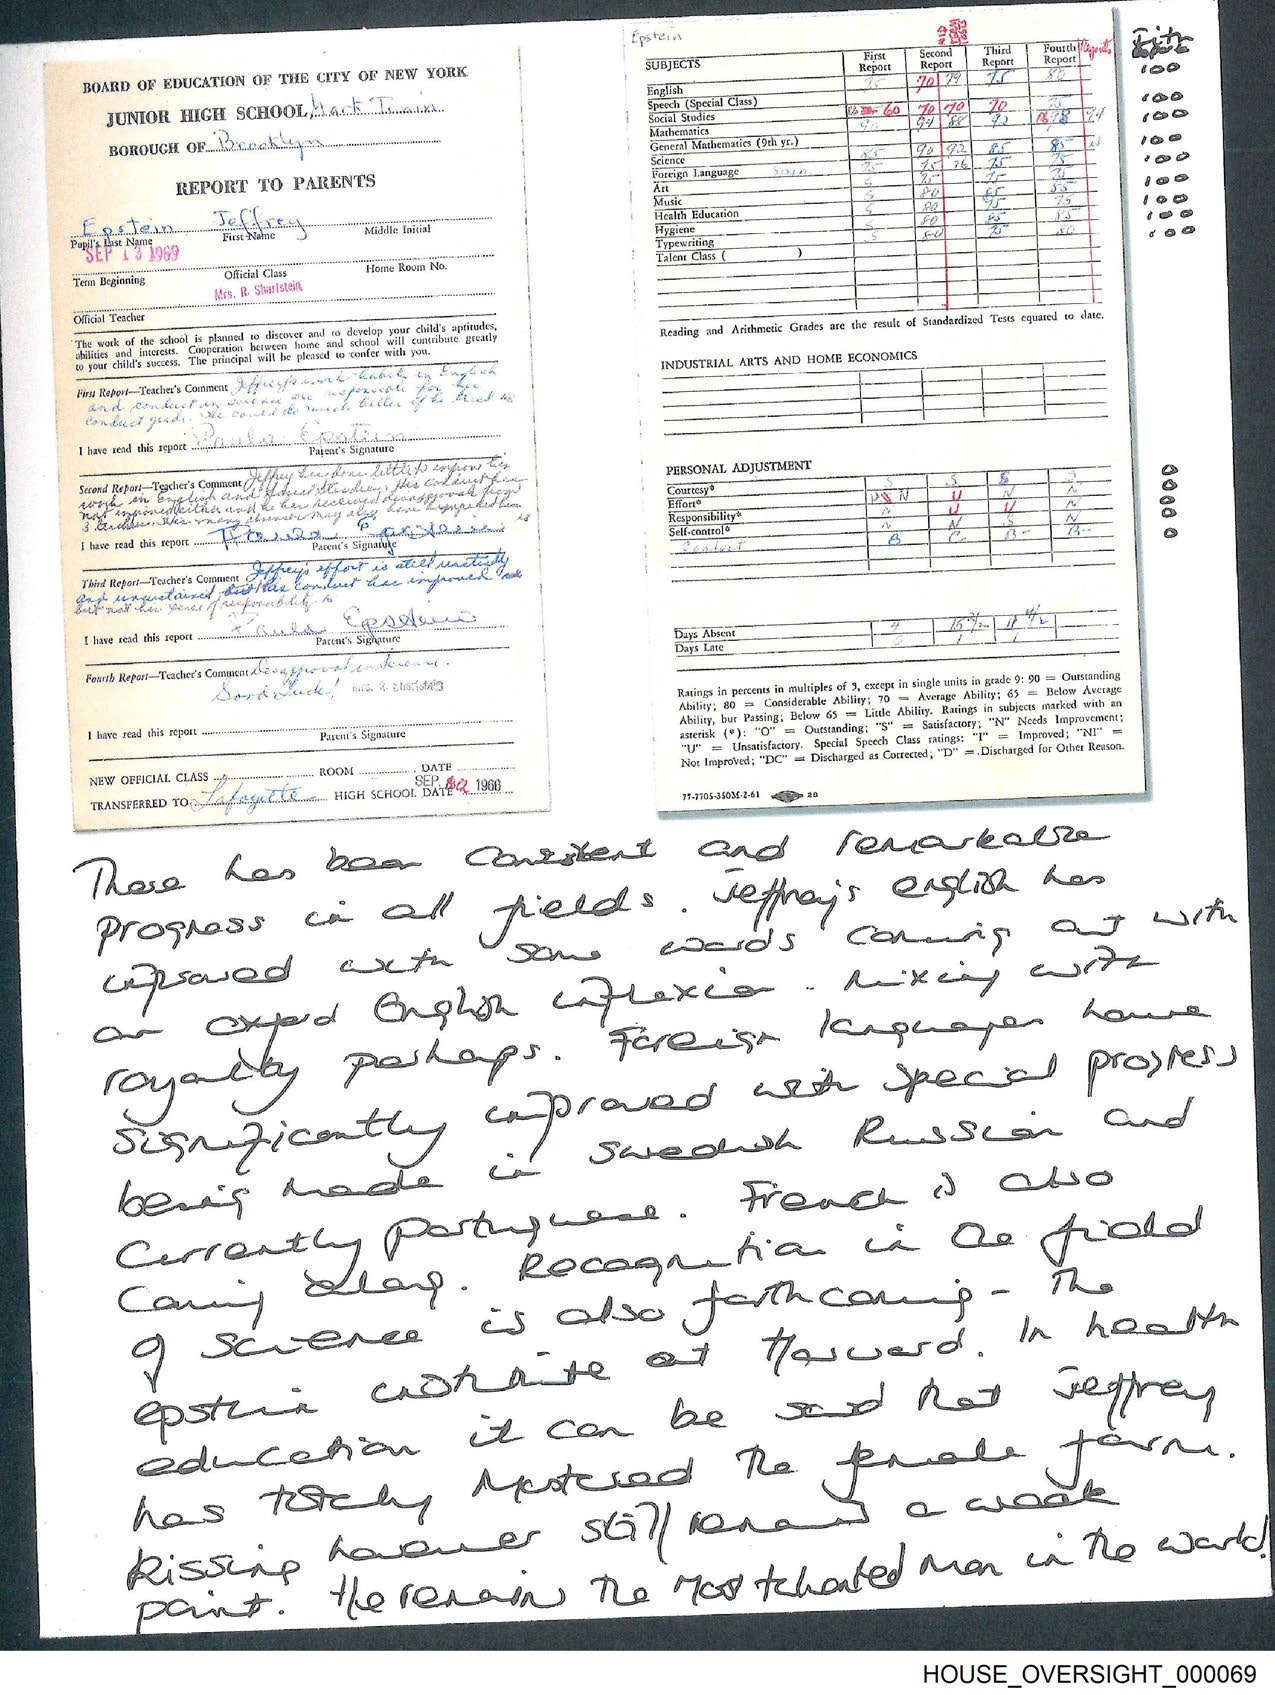 BOARD OF EDUCATION OF THE CITY OF NEW YORK
JUNIOR HIGH SCHOOL Mark Twain
BOROUGH OF Brooklyn
REPORT TO PARENTS
Epstein Jeffrey
Pupil's Last Name First Name Middle Initial
SEP 13 1969
Term Beginning Official Class Home Room No.
Mrs. R. Sharistein
Official Teacher
The work of the school is planned to discover and to develop your child's aptitudes,
abilities and interests. Cooperation between home and school will contribute greatly
to your child's success. The principal will be pleased to confer with you.
First Report—Teacher's Comment Jeffrey's work habits in English
and conduct in science are responsible for his
conduct grade. He could do much better if he tried
I have read this report Paula Epstein
Parent's Signature
Second Report—Teacher's Comment Jeffrey has done little to improve his
work in English and Social Studies. His conduct has
not improved either and he has received disapprovals from
3 teachers. His many absences may also have hampered him
I have read this report Paula Epstein
Parent's Signature
Third Report—Teacher's Comment Jeffrey's effort is still unsteady
and unsustained, but his conduct has improved
but not his sense of responsibility
I have read this report Paula Epstein
Parent's Signature
Fourth Report—Teacher's Comment Disapproval in Science.
Good Luck! Mrs. R. Sharistein
I have read this report
Parent's Signature
NEW OFFICIAL CLASS ROOM DATE
SEP 1966
TRANSFERRED TO Lafayette HIGH SCHOOL DATE
Epstein
SUBJECTS First Report Second Report Third Report Fourth Report Regents
English 70 79 75 80 100
Speech (Special Class)
Social Studies 60 70 70 70 100
Mathematics 90 94 88 92 98 94 100
General Mathematics (9th yr.)
Science 85 90 92 85 85 100
Foreign Language 75 75 76 75 75 100
Art S 75 75 75 100
Music S 80 65 85 100
Health Education S 80 95 75 100
Hygiene S 80 85 85
Typewriting S 80 75 80
Talent Class ( )
Reading and Arithmetic Grades are the result of Standardized Tests equated to date.
INDUSTRIAL ARTS AND HOME ECONOMICS
PERSONAL ADJUSTMENT
Courtesy* S S S S 0
Effort* N U N N 0
Responsibility* N U U N 0
Self-control* N N S N 0
Conduct B C B- B- 0
Days Absent 4 15 1/2 11 1/2
Days Late 2 1 1
Ratings in percents in multiples of 5, except in single units in grade 9: 90 = Outstanding
Ability; 80 = Considerable Ability; 70 = Average Ability; 65 = Below Average
Ability, but Passing; Below 65 = Little Ability. Ratings in subjects marked with an
asterisk (*): "O" = Outstanding; "S" = Satisfactory; "N" Needs Improvement;
"U" = Unsatisfactory. Special Speech Class ratings: "I" = Improved; "NI" =
Not Improved; "DC" = Discharged as Corrected; "D" = Discharged for Other Reason.
77-7705-350M-2-61 20
There has been consistent and remarkable
progress in all fields. Jeffrey's english has
improved with some words coming out with
an oxford English inflexion. Mixing with
royalty perhaps. Foreign languages have
significantly improved with special progress
being made in Swedish Russian and
Currently portuguese. French is also
coming along. Recognition in the field
of science is also forthcoming - The
epstein institute at Harvard. In health
education it can be said that Jeffrey
has totally mastered the female form.
Kissing however still remains a weak
point. He remains the most talented man in the world.
HOUSE_OVERSIGHT_000069